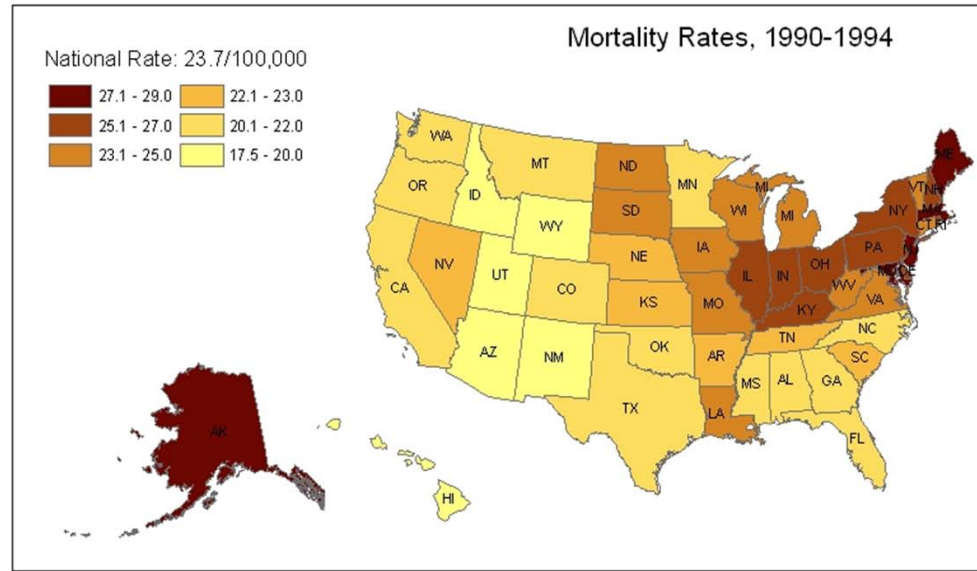 Mortality Rates, 1990-1994
National Rate: 23.7/100,000
27.1 - 29.0 22.1 - 23.0
25.1 - 27.0 20.1 - 22.0
23.1 - 25.0 17.5 - 20.0
WA
MT
ND
MN
ME
OR
ID
SD
WI
MI
MI
VT
NH
NY
MA
CT
RI
WY
NV
UT
CO
NE
IA
IL
IN
OH
PA
MD
DE
CA
KS
MO
KY
WV
VA
AZ
NM
OK
AR
TN
NC
SC
TX
LA
MS
AL
GA
FL
AK
HI